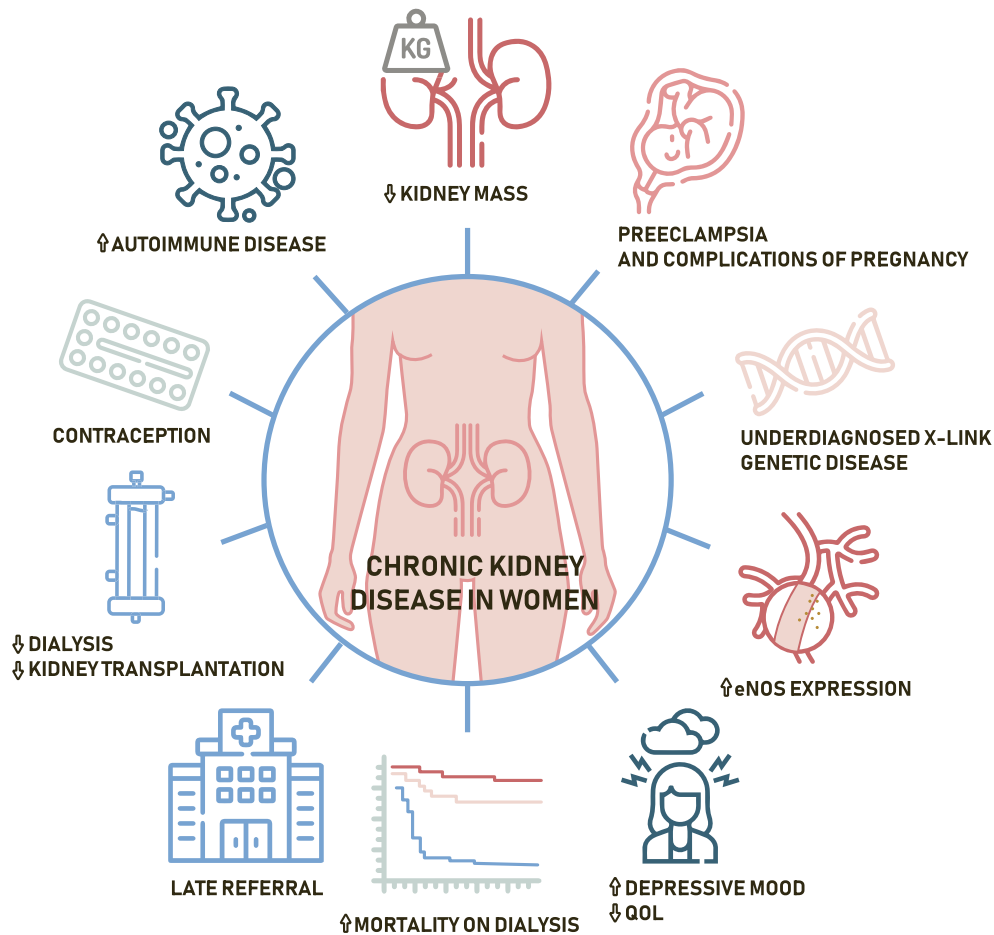 KG
⇩ KIDNEY MASS
⇧ AUTOIMMUNE DISEASE
PREECLAMPSIA
AND COMPLICATIONS OF PREGNANCY
CONTRACEPTION
UNDERDIAGNOSED X-LINK
GENETIC DISEASE
CHRONIC KIDNEY
DISEASE IN WOMEN
⇩ DIALYSIS
⇩ KIDNEY TRANSPLANTATION
⇧ eNOS EXPRESSION
LATE REFERRAL
⇧ MORTALITY ON DIALYSIS
⇧ DEPRESSIVE MOOD
⇩ QOL